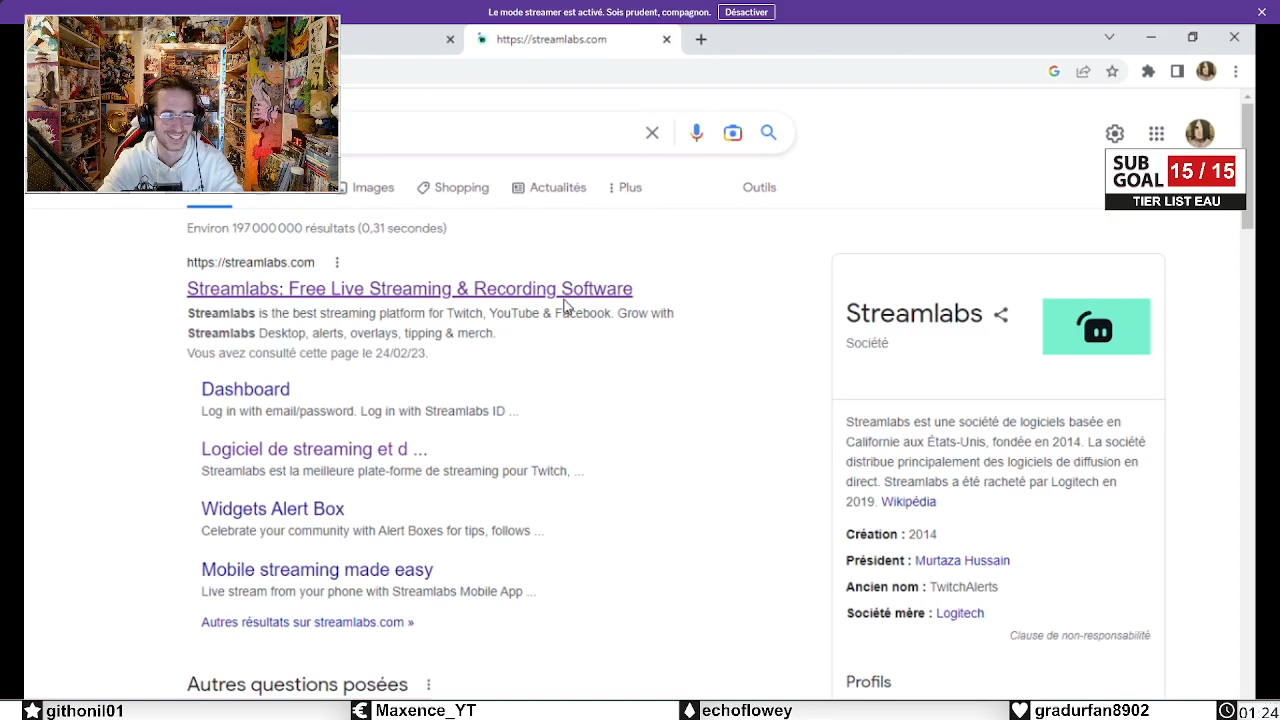 Le mode streamer est activé. Sois prudent, compagnon. Désactiver
https://streamlabs.com
Images Shopping Actualités Plus Outils
SUB GOAL 15 / 15
TIER LIST EAU
Environ 197 000 000 résultats (0,31 secondes)
https://streamlabs.com
Streamlabs: Free Live Streaming & Recording Software
Streamlabs is the best streaming platform for Twitch, YouTube & Facebook. Grow with
Streamlabs Desktop, alerts, overlays, tipping & merch.
Vous avez consulté cette page le 24/02/23.
Dashboard
Log in with email/password. Log in with Streamlabs ID ...
Logiciel de streaming et d ...
Streamlabs est la meilleure plate-forme de streaming pour Twitch, ...
Widgets Alert Box
Celebrate your community with Alert Boxes for tips, follows ...
Mobile streaming made easy
Live stream from your phone with Streamlabs Mobile App ...
Autres résultats sur streamlabs.com »
Autres questions posées
Streamlabs
Société
Streamlabs est une société de logiciels basée en
Californie aux États-Unis, fondée en 2014. La société
distribue principalement des logiciels de diffusion en
direct. Streamlabs a été racheté par Logitech en
2019. Wikipédia
Création : 2014
Président : Murtaza Hussain
Ancien nom : TwitchAlerts
Société mère : Logitech
Clause de non-responsabilité
Profils
githonil01 Maxence_YT echoflowey gradurfan8902 01:24